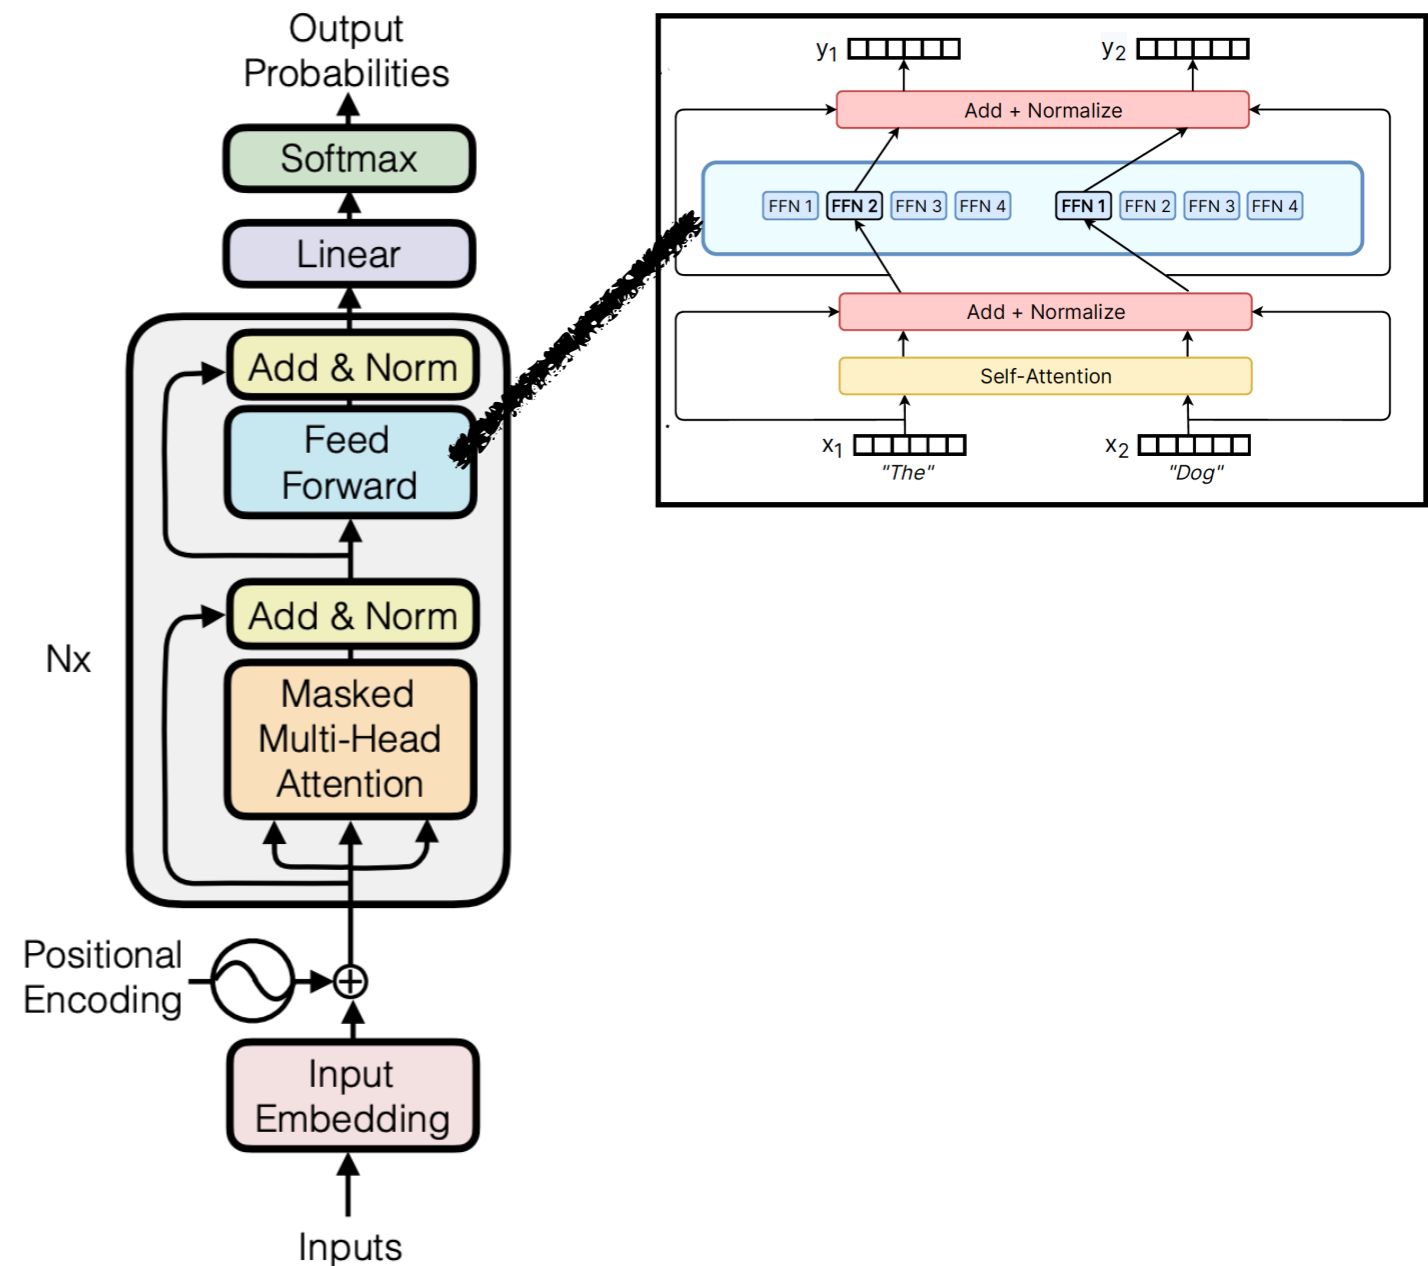 Output
Probabilities
Softmax
Linear
Add & Norm
Feed
Forward
Add & Norm
Masked
Multi-Head
Attention
Nx
Positional
Encoding
Input
Embedding
Inputs
y1 y2
Add + Normalize
FFN 1 FFN 2 FFN 3 FFN 4 FFN 1 FFN 2 FFN 3 FFN 4
Add + Normalize
Self-Attention
x1 x2
"The" "Dog"